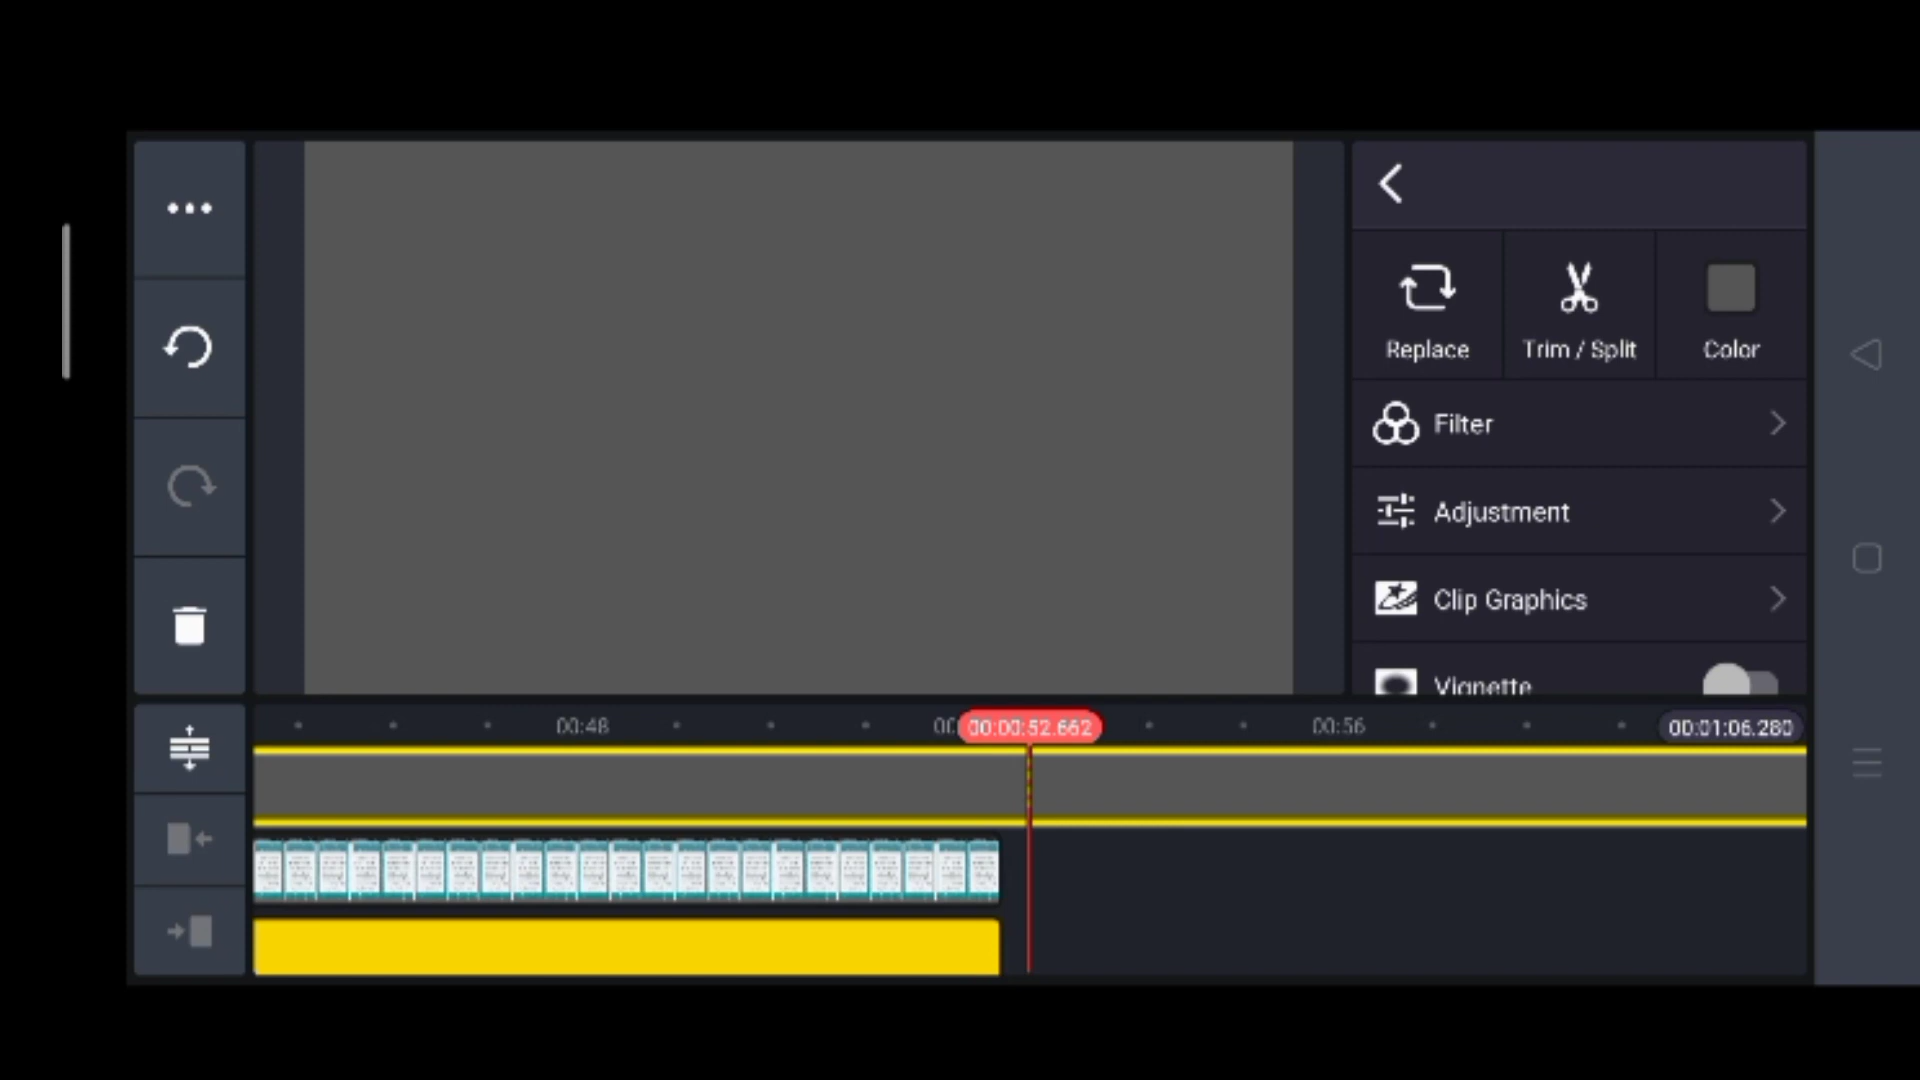 Replace
Trim / Split
Color
Filter
Adjustment
Clip Graphics
Vignette
00:48
00:00:52.662
00:56
00:01:06.280